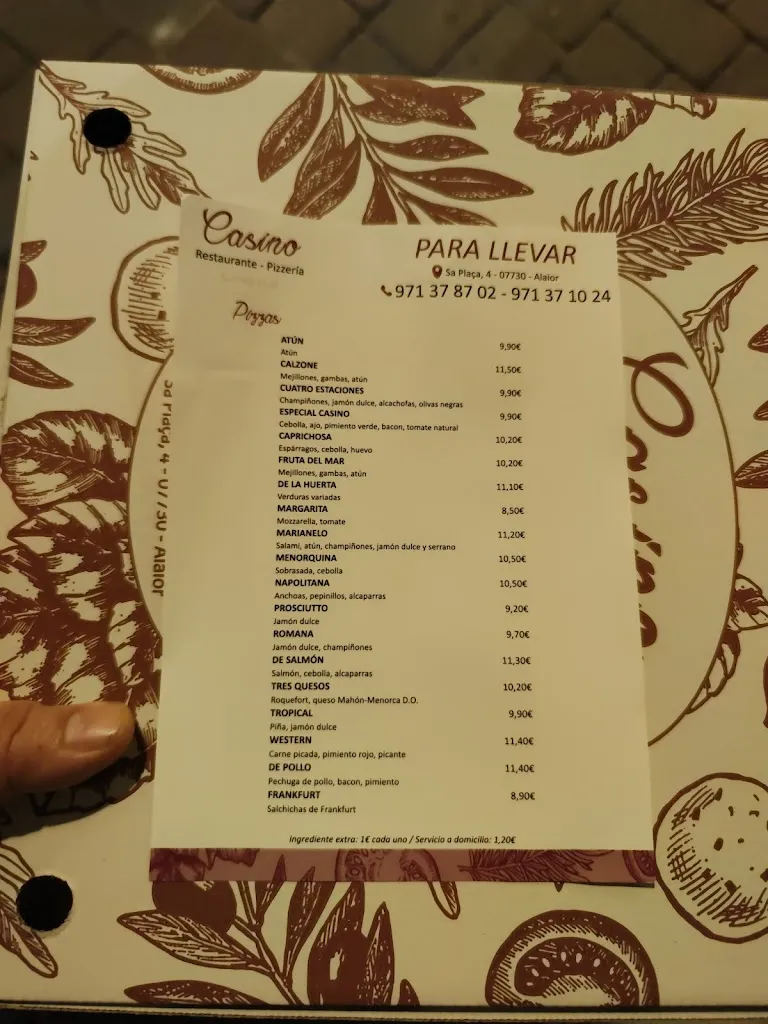 Casino
Restaurante - Pizzería
PARA LLEVAR
Sa Plaça, 4 - 07730 - Alaior
971 37 87 02 - 971 37 10 24
Pizzas
ATÚN 9,90€
Atún
CALZONE 11,50€
Mejillones, gambas, atún
CUATRO ESTACIONES 9,90€
Champiñones, jamón dulce, alcachofas, olivas negras
ESPECIAL CASINO 9,90€
Cebolla, ajo, pimiento verde, bacon, tomate natural
CAPRICHOSA 10,20€
Espárragos, cebolla, huevo
FRUTA DEL MAR 10,20€
Mejillones, gambas, atún
DE LA HUERTA 11,10€
Verduras variadas
MARGARITA 8,50€
Mozzarella, tomate
MARIANELO 11,20€
Salami, atún, champiñones, jamón dulce y serrano
MENORQUINA 10,50€
Sobrasada, cebolla
NAPOLITANA 10,50€
Anchoas, pepinillos, alcaparras
PROSCIUTTO 9,20€
Jamón dulce
ROMANA 9,70€
Jamón dulce, champiñones
DE SALMÓN 11,30€
Salmón, cebolla, alcaparras
TRES QUESOS 10,20€
Roquefort, queso Mahón-Menorca D.O.
TROPICAL 9,90€
Piña, jamón dulce
WESTERN 11,40€
Carne picada, pimiento rojo, picante
DE POLLO 11,40€
Pechuga de pollo, bacon, pimiento
FRANKFURT 8,90€
Salchichas de Frankfurt
Ingrediente extra: 1€ cada uno / Servicio a domicilio: 1,20€
Sa Plaça, 4 - 07730 - Alaior
Casino